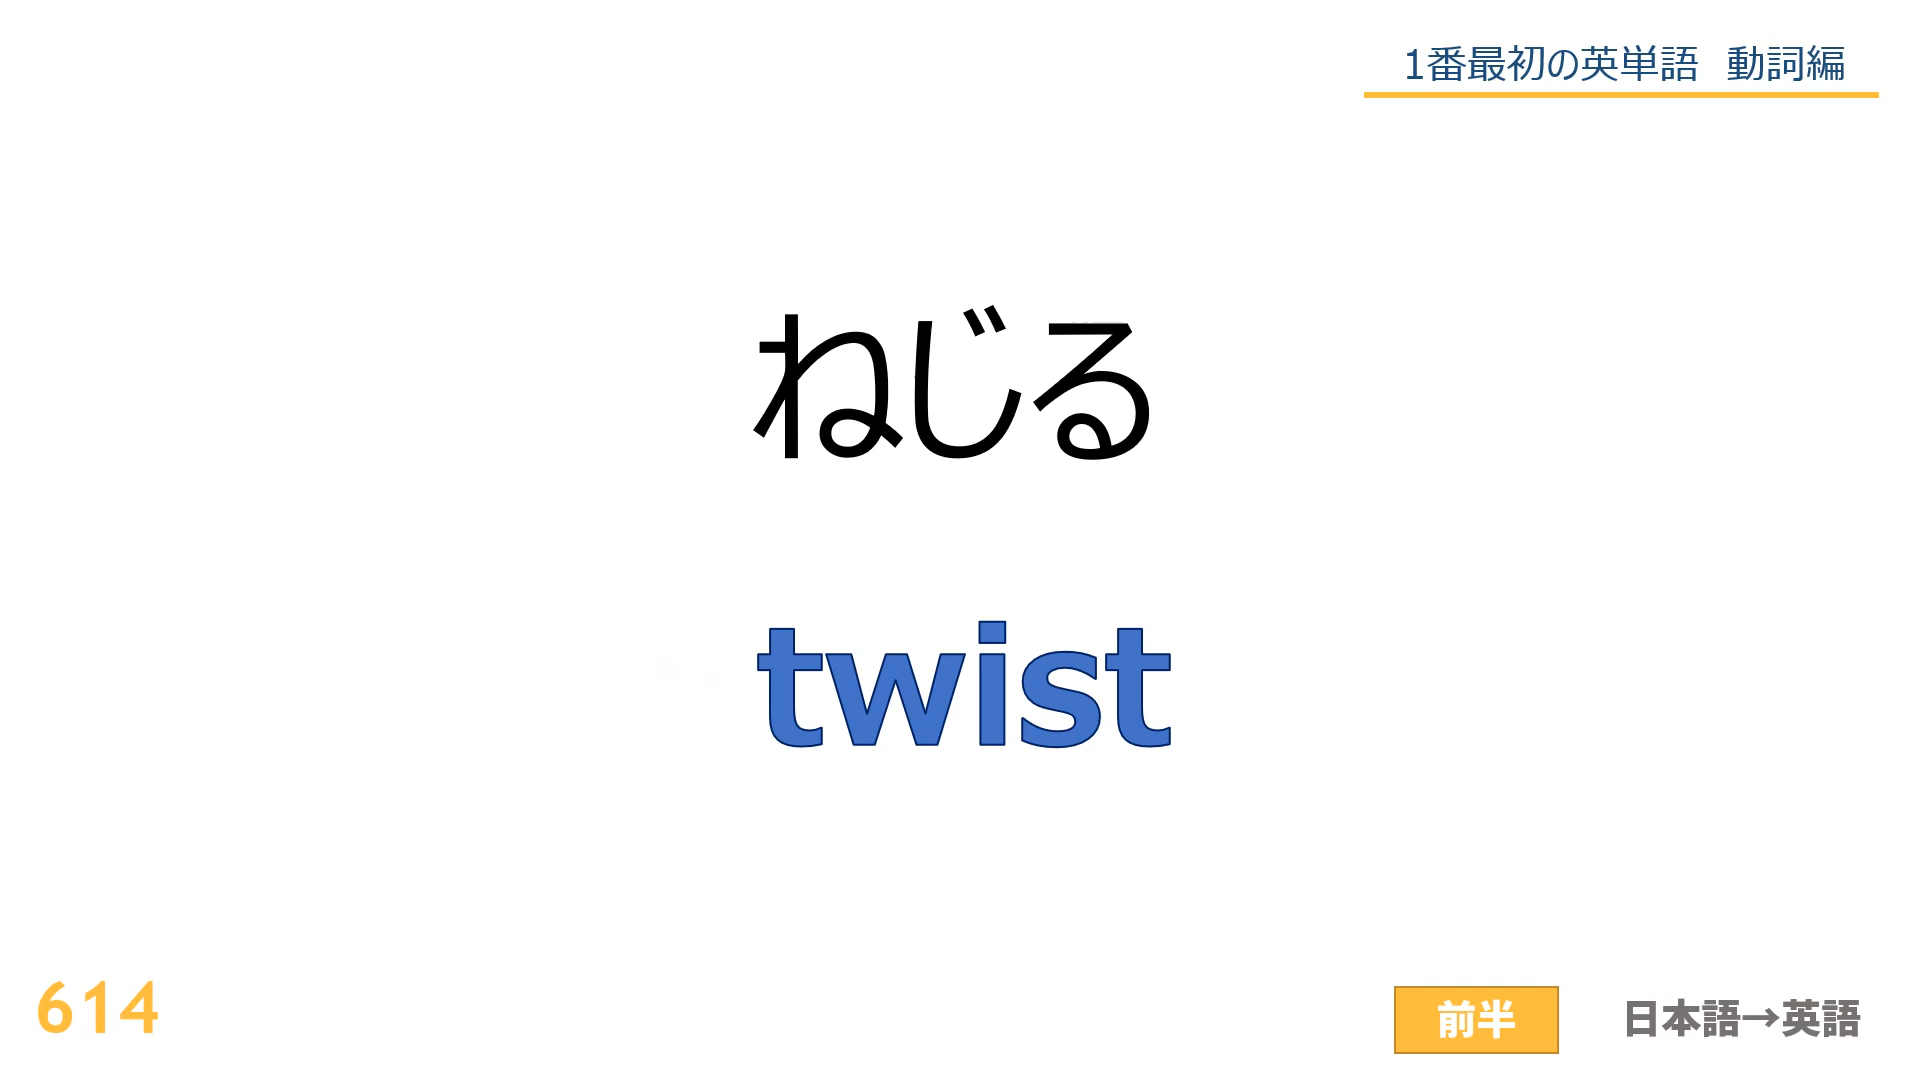 1番最初の英単語　動詞編
ねじる
twist
614
前半
日本語→英語